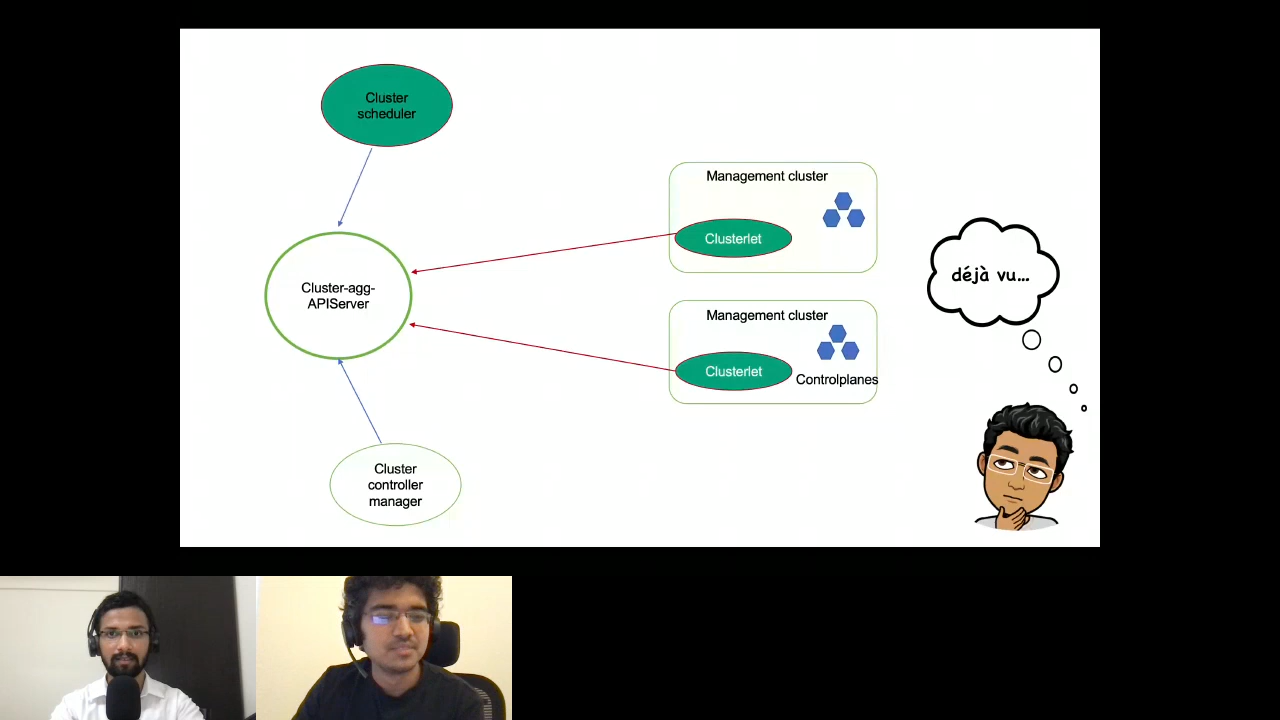 Cluster
scheduler
Management cluster
Clusterlet
déjà vu...
Cluster-agg-
APIServer
Management cluster
Clusterlet
Controlplanes
Cluster
controller
manager